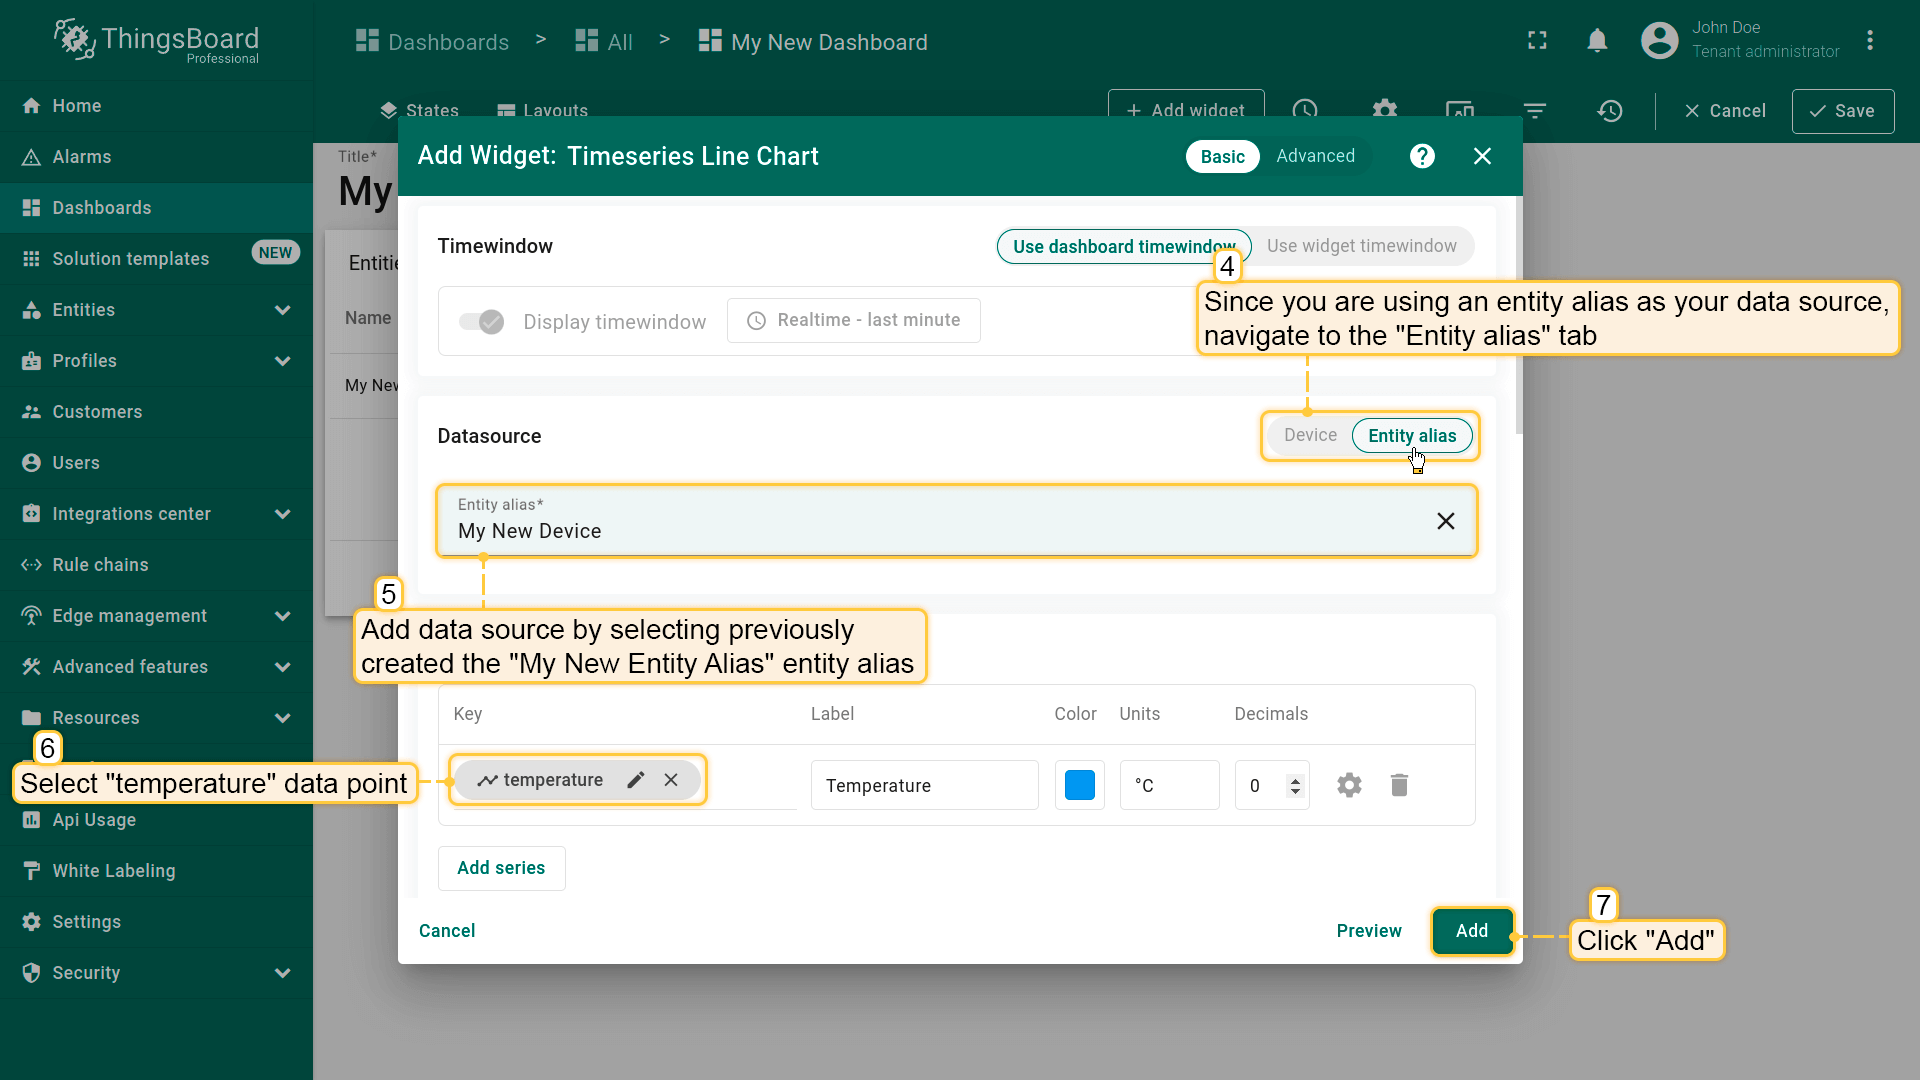 ThingsBoard
Professional
Dashboards > All > My New Dashboard
John Doe
Tenant administrator
Home
Alarms
Dashboards
Solution templates NEW
Entities
Profiles
Customers
Users
Integrations center
Rule chains
Edge management
Advanced features
Resources
Api Usage
White Labeling
Settings
Security
States Layouts + Add widget Cancel Save
Title*
My
Entitie
Name
My New
Add Widget: Timeseries Line Chart Basic Advanced ?
Timewindow Use dashboard timewindow Use widget timewindow
Display timewindow Realtime - last minute
4
Since you are using an entity alias as your data source,
navigate to the "Entity alias" tab
Datasource Device Entity alias
Entity alias*
My New Device
5
Add data source by selecting previously
created the "My New Entity Alias" entity alias
Key Label Color Units Decimals
6
Select "temperature" data point
temperature Temperature °C 0
Add series
Cancel Preview Add
7
Click "Add"